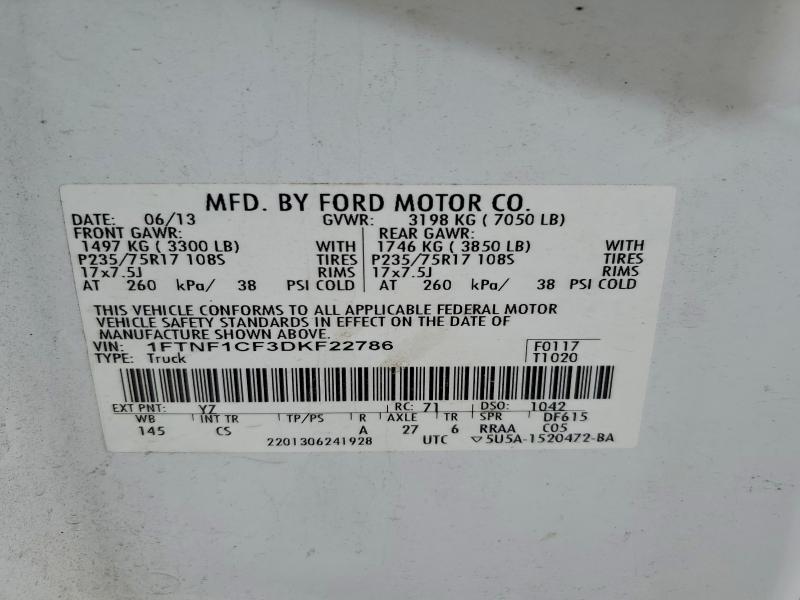 MFD. BY FORD MOTOR CO.
DATE: 06/13 GVWR: 3198 KG ( 7050 LB)
FRONT GAWR: REAR GAWR:
1497 KG ( 3300 LB) WITH 1746 KG ( 3850 LB) WITH
P235/75R17 108S TIRES P235/75R17 108S TIRES
17x7.5J RIMS 17x7.5J RIMS
AT 260 kPa/ 38 PSI COLD AT 260 kPa/ 38 PSI COLD
THIS VEHICLE CONFORMS TO ALL APPLICABLE FEDERAL MOTOR
VEHICLE SAFETY STANDARDS IN EFFECT ON THE DATE OF
MANUFACTURE SHOWN ABOVE.
VIN: 1FTNF1CF3DKF22786 F0117
TYPE: Truck T1020
EXT PNT: Y7 RC: 71 DSO: 1042
WB INT TR TP/PS R AXLE TR SPR DF615
145 CS A 27 6 RRAA C05
2201306241928 UTC ▽5U5A-1520472-BA